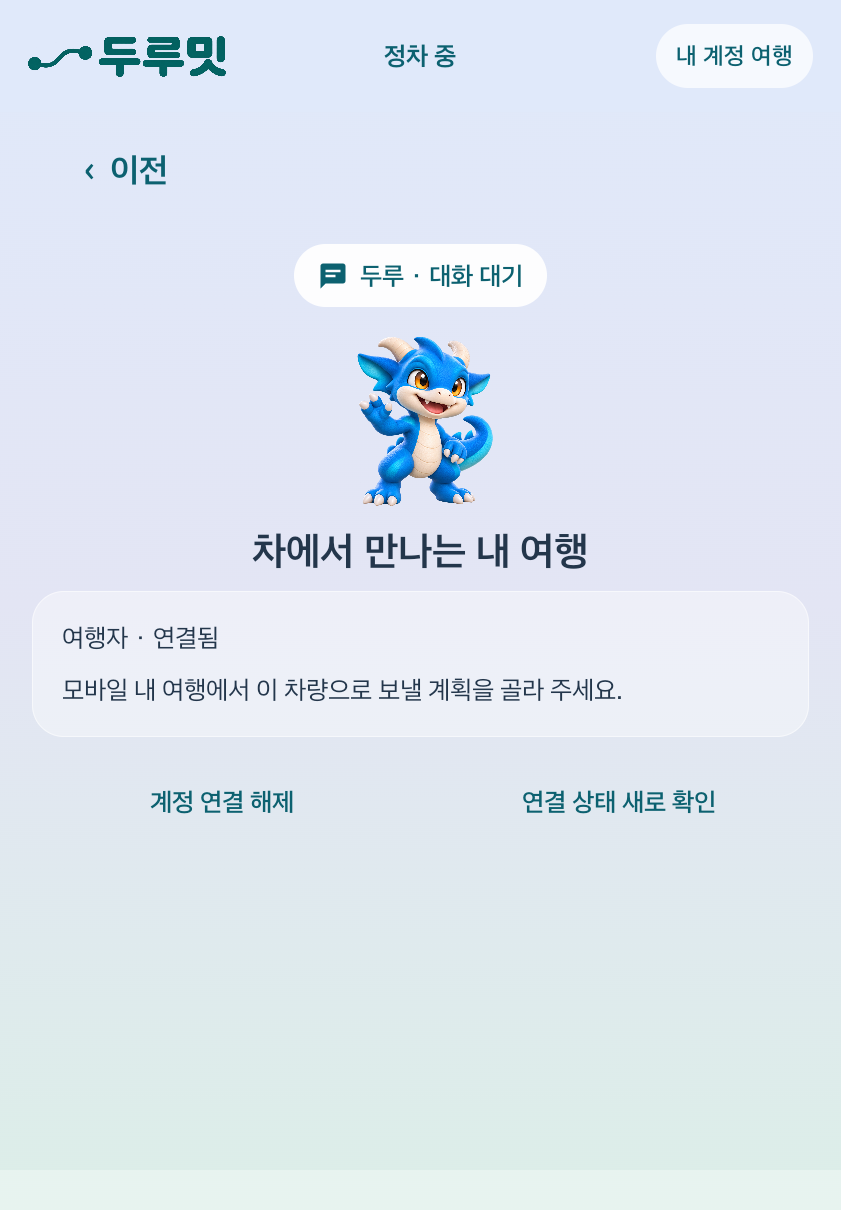 두루밋
정차 중
내 계정 여행
‹ 이전
두루 · 대화 대기
차에서 만나는 내 여행
여행자 · 연결됨
모바일 내 여행에서 이 차량으로 보낼 계획을 골라 주세요.
계정 연결 해제
연결 상태 새로 확인